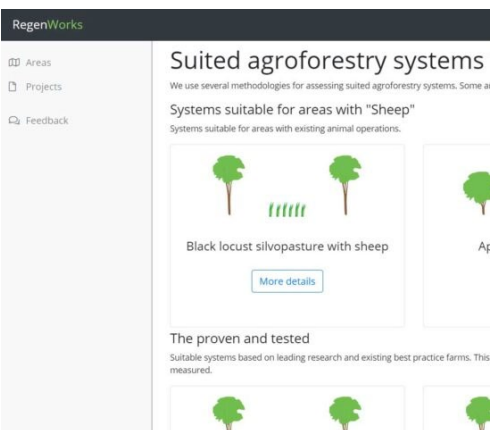 RegenWorks
Areas
Projects
Feedback
Suited agroforestry systems
We use several methodologies for assessing suited agroforestry systems. Some
Systems suitable for areas with "Sheep"
Systems suitable for areas with existing animal operations.
Black locust silvopasture with sheep
More details
The proven and tested
Suitable systems based on leading research and existing best practice farms. This
measured.